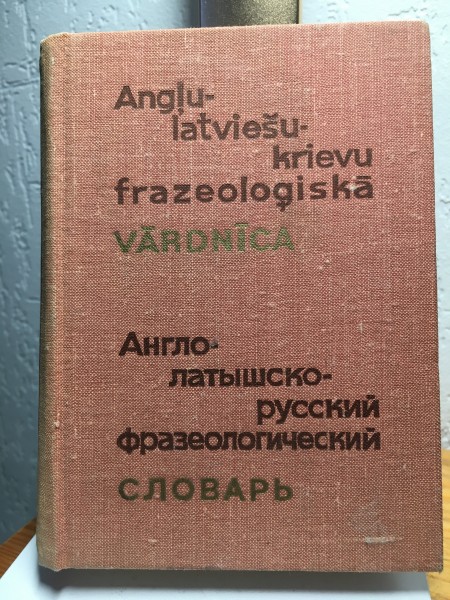 Angļu-
latviešu-
krievu
frazeoloģiskā
VĀRDNĪCA
Англо-
латышско-
русский
фразеологический
СЛОВАРЬ